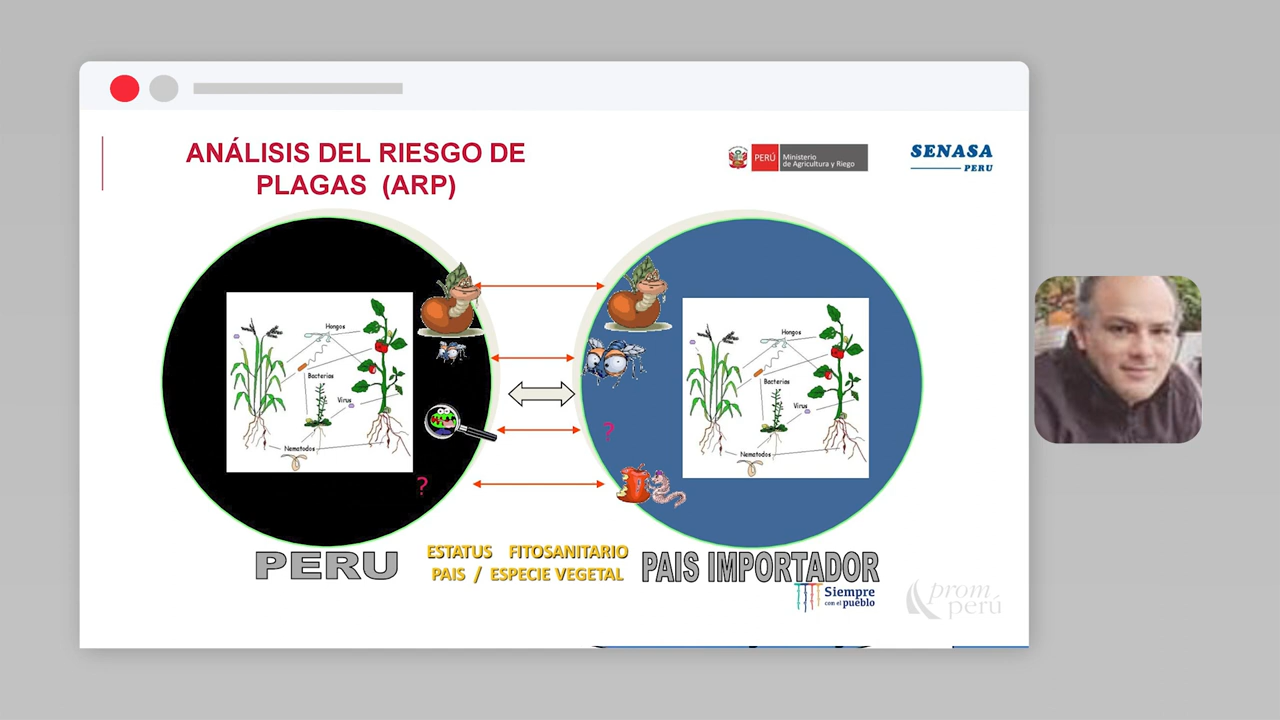 ANÁLISIS DEL RIESGO DE
PLAGAS (ARP)
PERÚ
Ministerio
de Agricultura y Riego
SENASA
PERU
Hongos
Bacterias
Virus
Nematodos
?
Hongos
Bacterias
Virus
Nematodos
?
PERU
ESTATUS FITOSANITARIO
PAIS / ESPECIE VEGETAL
PAIS IMPORTADOR
Siempre
con el pueblo
prom
perú